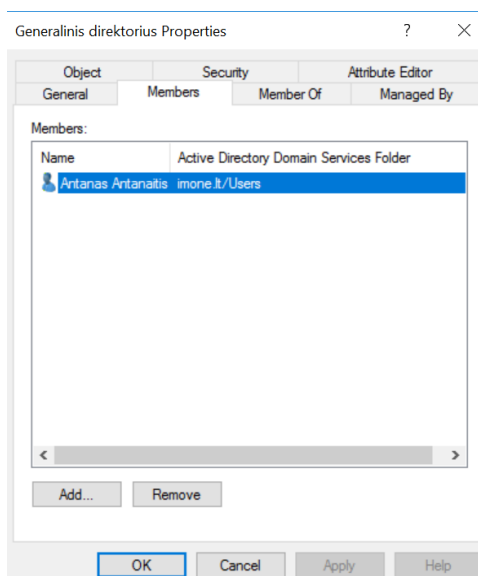 Generalinis direktorius Properties ? ×
Object Security Attribute Editor
General Members Member Of Managed By
Members:
Name Active Directory Domain Services Folder
Antanas Antanaitis imone.lt/Users
Add... Remove
OK Cancel Apply Help